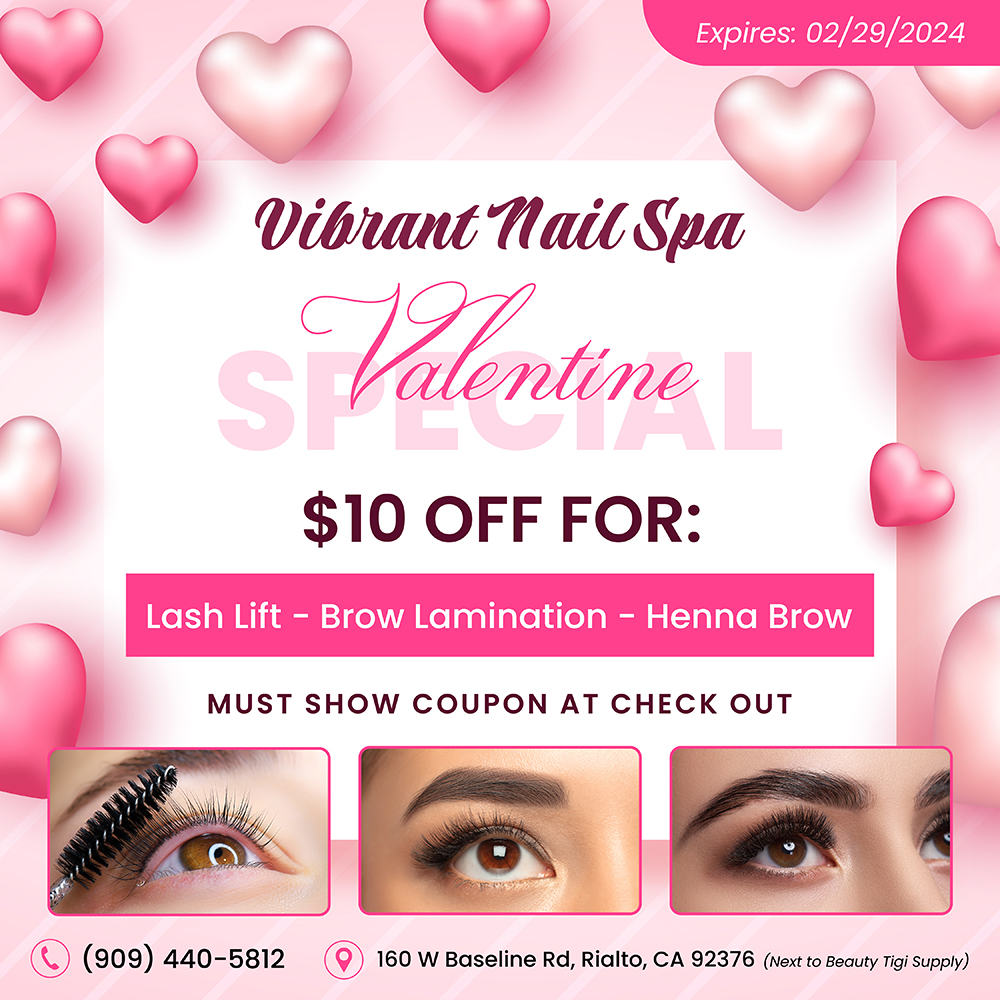 Expires: 02/29/2024
Vibrant Nail Spa
Valentine
SPECIAL
$10 OFF FOR:
Lash Lift - Brow Lamination - Henna Brow
MUST SHOW COUPON AT CHECK OUT
(909) 440-5812
160 W Baseline Rd, Rialto, CA 92376 (Next to Beauty Tigi Supply)